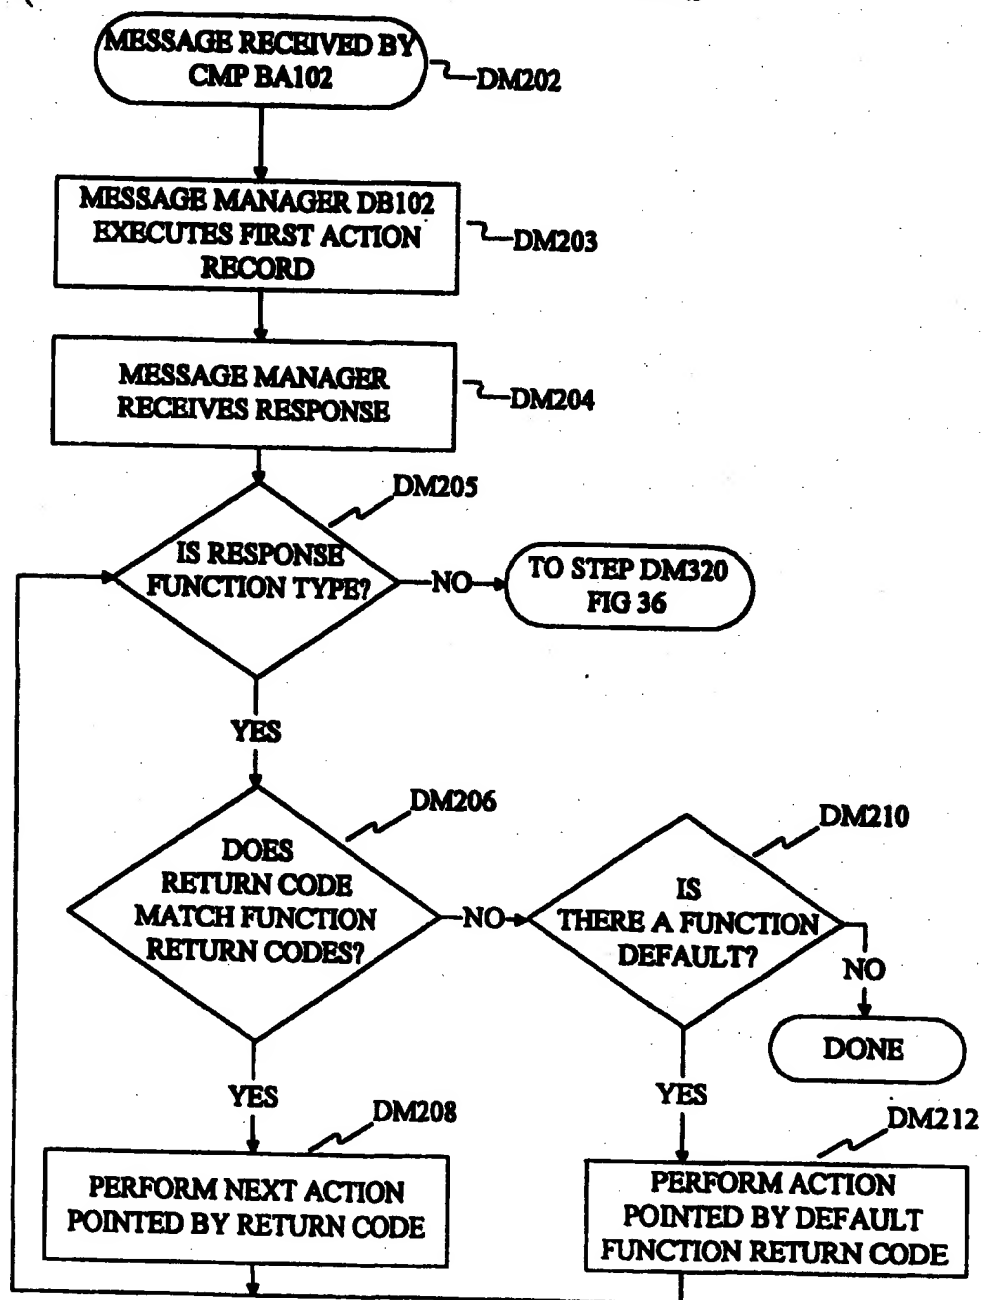 MESSAGE RECEIVED BY
CMP BA102
DM202
MESSAGE MANAGER DB102
EXECUTES FIRST ACTION
RECORD
DM203
MESSAGE MANAGER
RECEIVES RESPONSE
DM204
DM205
IS RESPONSE
FUNCTION TYPE?
NO
TO STEP DM320
FIG 36
YES
DM206
DOES
RETURN CODE
MATCH FUNCTION
RETURN CODES?
NO
DM210
IS
THERE A FUNCTION
DEFAULT?
NO
DONE
YES
YES
DM208
PERFORM NEXT ACTION
POINTED BY RETURN CODE
DM212
PERFORM ACTION
POINTED BY DEFAULT
FUNCTION RETURN CODE